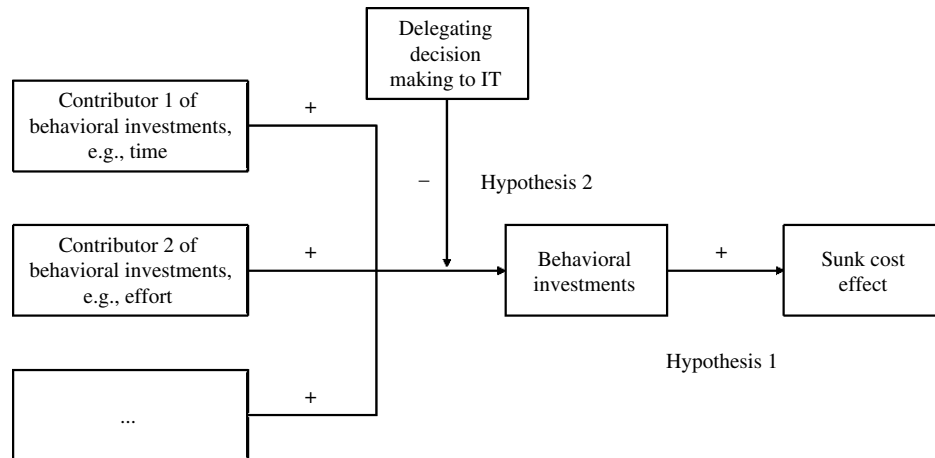 Delegating
decision
making to IT
Contributor 1 of
behavioral investments,
e.g., time
+
−
Hypothesis 2
Contributor 2 of
behavioral investments,
e.g., effort
+
Behavioral
investments
+
Sunk cost
effect
Hypothesis 1
...
+